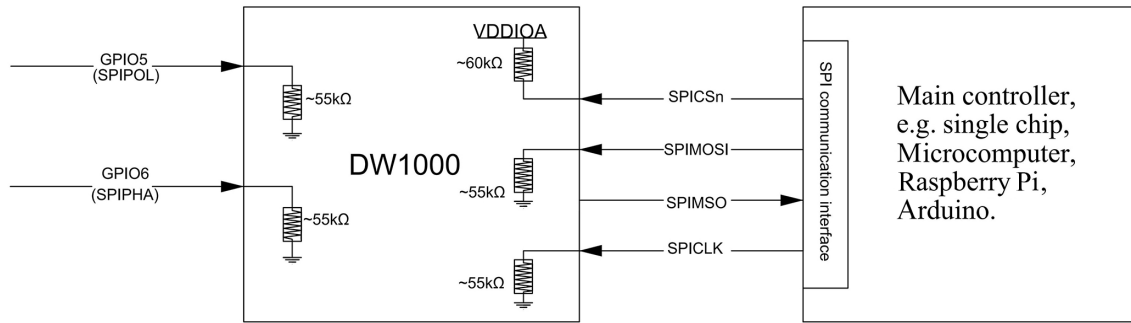 GPIO5
(SPIPOL)
~55kΩ
GPIO6
(SPIPHA)
~55kΩ
DW1000
VDDIOA
~60kΩ
~55kΩ
~55kΩ
SPICSn
SPIMOSI
SPIMSO
SPICLK
SPI communication interface
Main controller,
e.g. single chip,
Microcomputer,
Raspberry Pi,
Arduino.